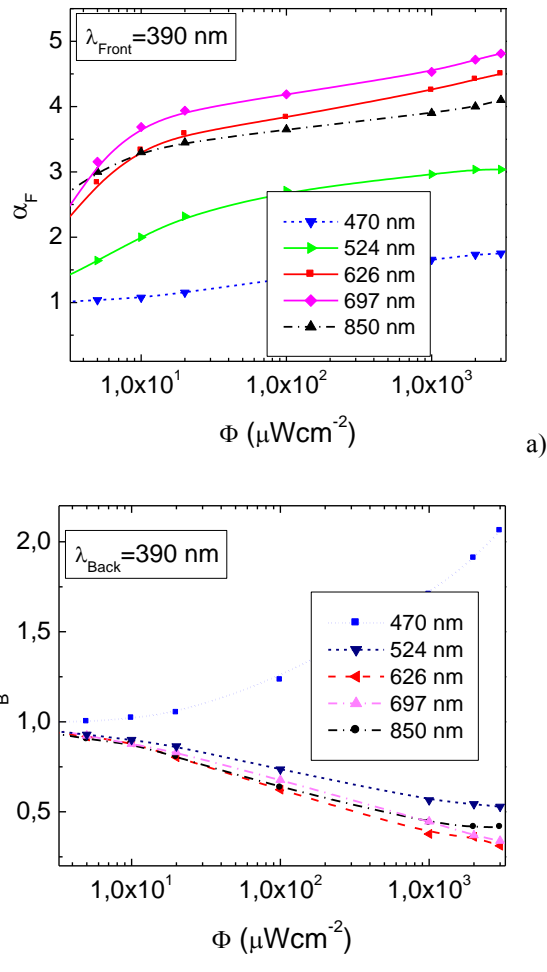 λFront=390 nm
5
4
3
2
1
αF
470 nm
524 nm
626 nm
697 nm
850 nm
1,0x10¹ 1,0x10² 1,0x10³
Φ (μWcm⁻²)
a)
2,0
1,5
1,0
0,5
B
λBack=390 nm
470 nm
524 nm
626 nm
697 nm
850 nm
1,0x10¹ 1,0x10² 1,0x10³
Φ (μWcm⁻²)